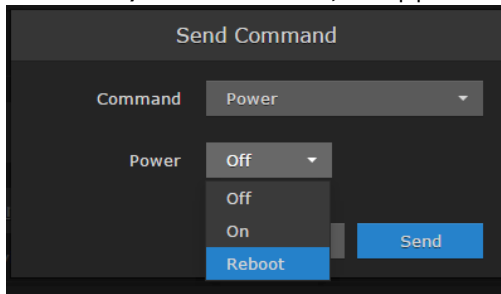 Send Command
Command Power
Power Off
Off
On
Reboot
Send